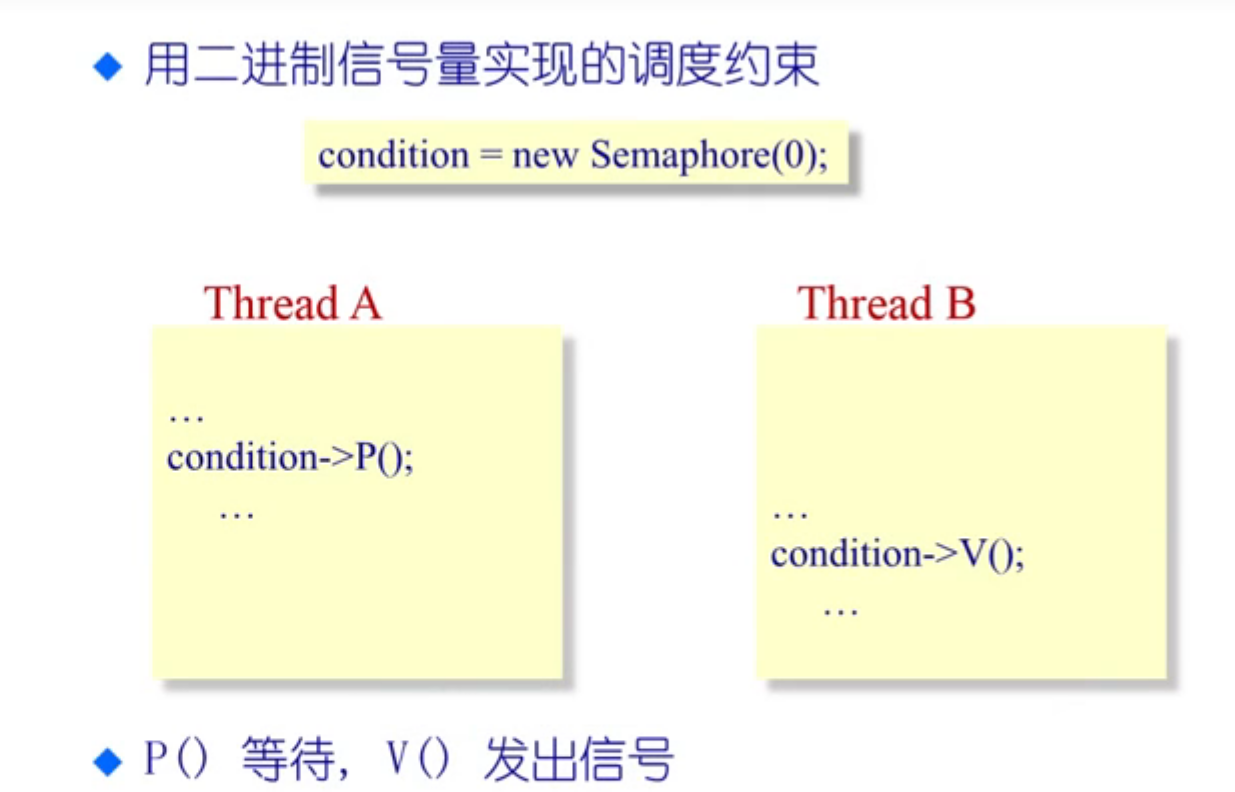 用二进制信号量实现的调度约束
condition = new Semaphore(0);
Thread A
…
condition->P();
…
Thread B
…
condition->V();
…
P() 等待, V() 发出信号